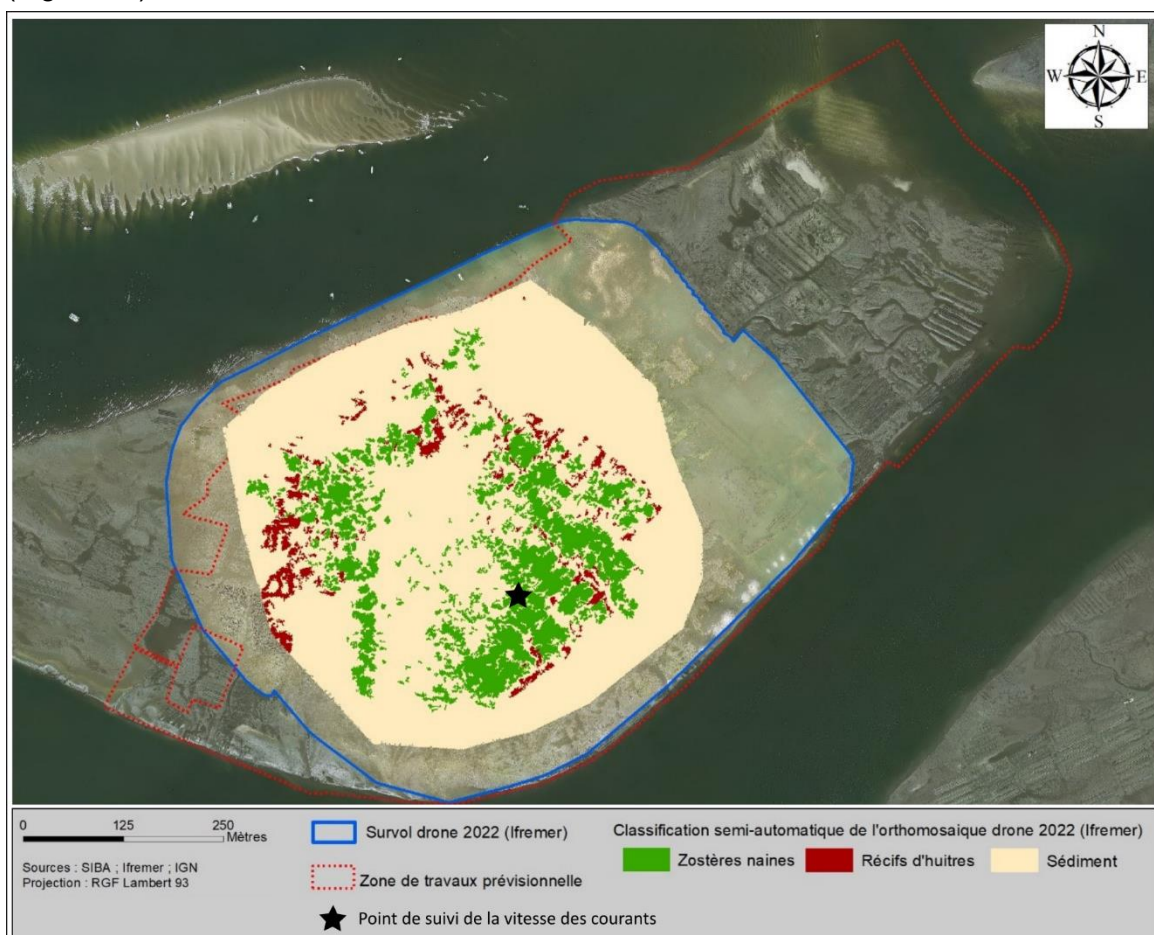 N
W E
S
0 125 250
Mètres
Sources : SIBA ; Ifremer ; IGN
Projection : RGF Lambert 93
Survol drone 2022 (Ifremer)
Zone de travaux prévisionnelle
Point de suivi de la vitesse des courants
Classification semi-automatique de l'orthomosaique drone 2022 (Ifremer)
Zostères naines Récifs d'huitres Sédiment